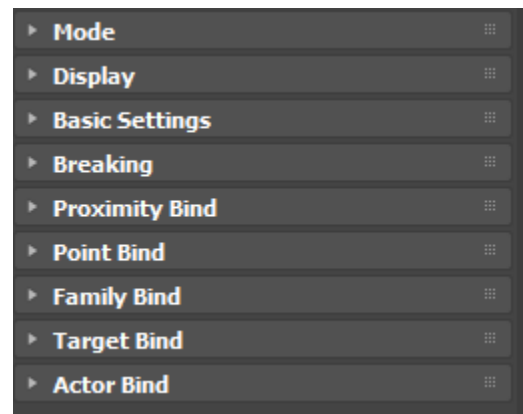 Mode
Display
Basic Settings
Breaking
Proximity Bind
Point Bind
Family Bind
Target Bind
Actor Bind